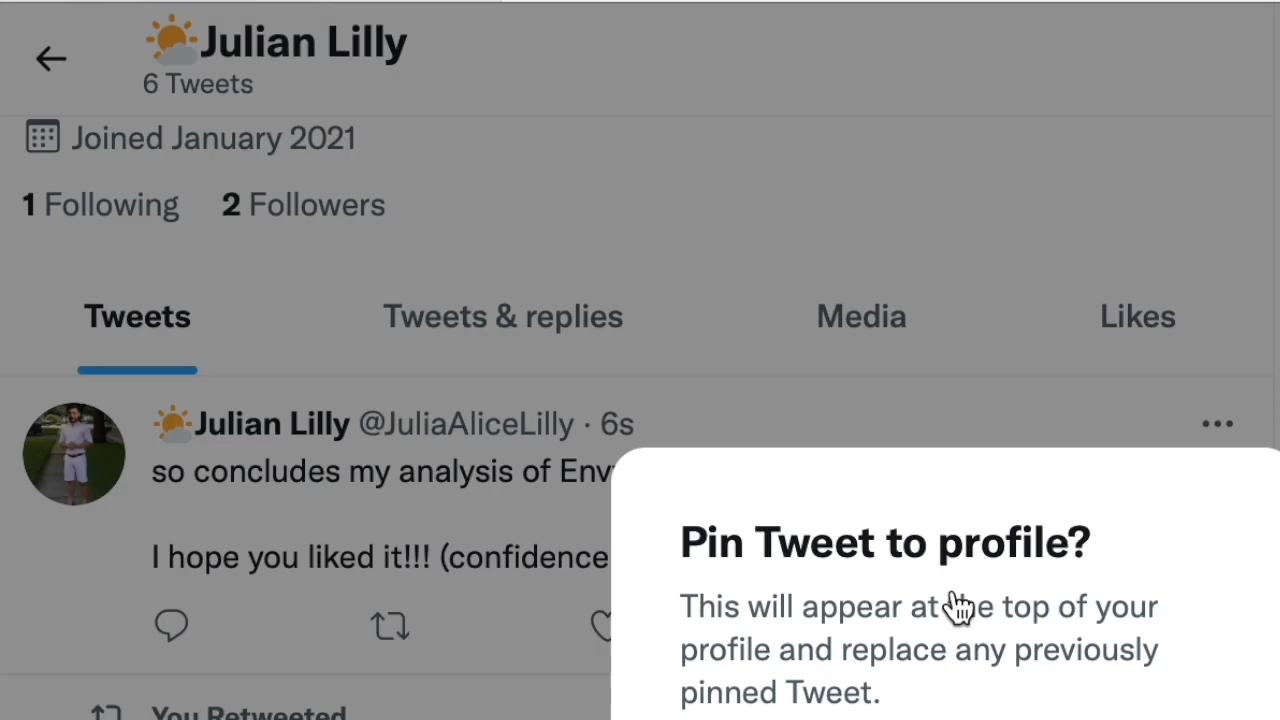 Julian Lilly
6 Tweets
Joined January 2021
1 Following 2 Followers
Tweets Tweets & replies Media Likes
Julian Lilly @JuliaAliceLilly · 6s
so concludes my analysis of
I hope you liked it!!! (confidence
Pin Tweet to profile?
This will appear at the top of your
profile and replace any previously
pinned Tweet.
You Retweeted